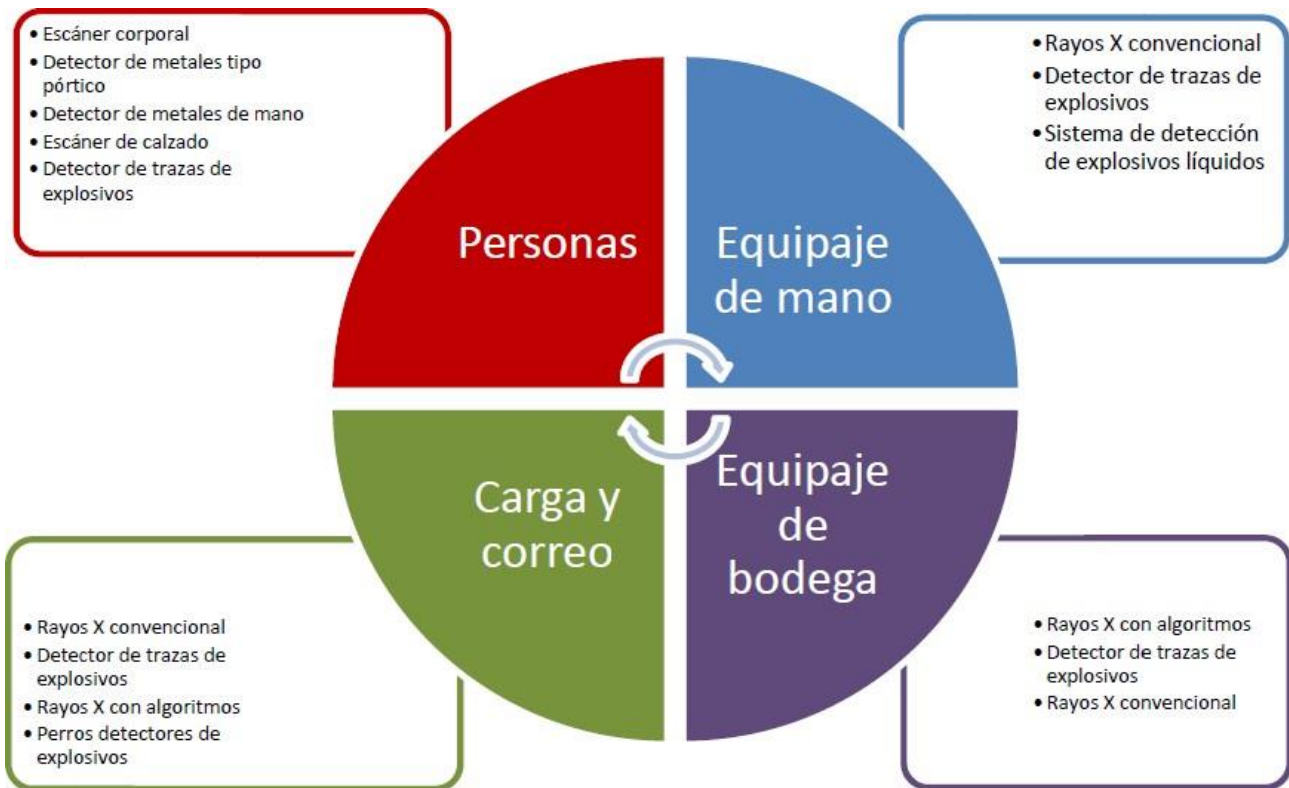 • Escáner corporal
• Detector de metales tipo
pórtico
• Detector de metales de mano
• Escáner de calzado
• Detector de trazas de
explosivos
• Rayos X convencional
• Detector de trazas de
explosivos
• Sistema de detección
de explosivos líquidos
Personas
Equipaje
de mano
Carga y
correo
Equipaje
de
bodega
• Rayos X convencional
• Detector de trazas de
explosivos
• Rayos X con algoritmos
• Perros detectores de
explosivos
• Rayos X con algoritmos
• Detector de trazas de
explosivos
• Rayos X convencional